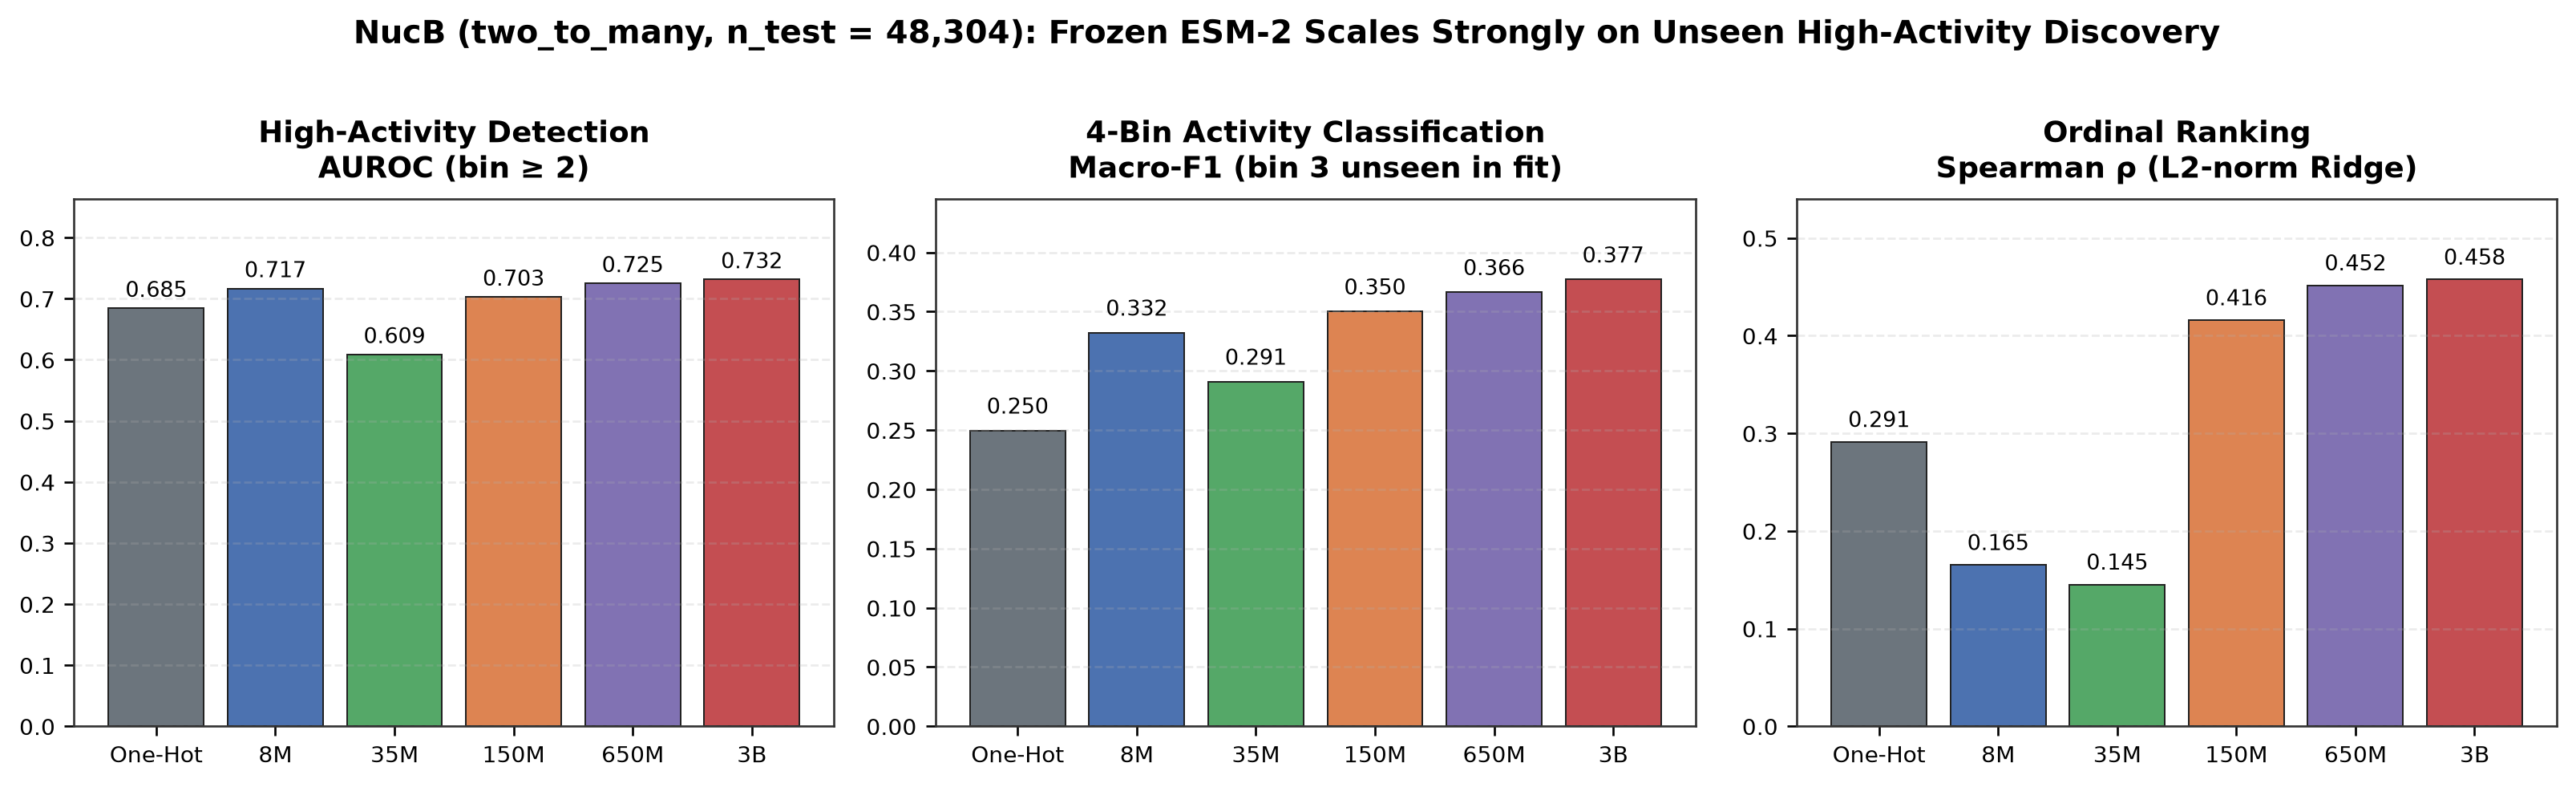 NucB (two_to_many, n_test = 48,304): Frozen ESM-2 Scales Strongly on Unseen High-Activity Discovery
High-Activity Detection
AUROC (bin ≥ 2)
0.8
0.7
0.6
0.5
0.4
0.3
0.2
0.1
0.0
0.685
0.717
0.609
0.703
0.725
0.732
One-Hot
8M
35M
150M
650M
3B
4-Bin Activity Classification
Macro-F1 (bin 3 unseen in fit)
0.40
0.35
0.30
0.25
0.20
0.15
0.10
0.05
0.00
0.250
0.332
0.291
0.350
0.366
0.377
One-Hot
8M
35M
150M
650M
3B
Ordinal Ranking
Spearman ρ (L2-norm Ridge)
0.5
0.4
0.3
0.2
0.1
0.0
0.291
0.165
0.145
0.416
0.452
0.458
One-Hot
8M
35M
150M
650M
3B